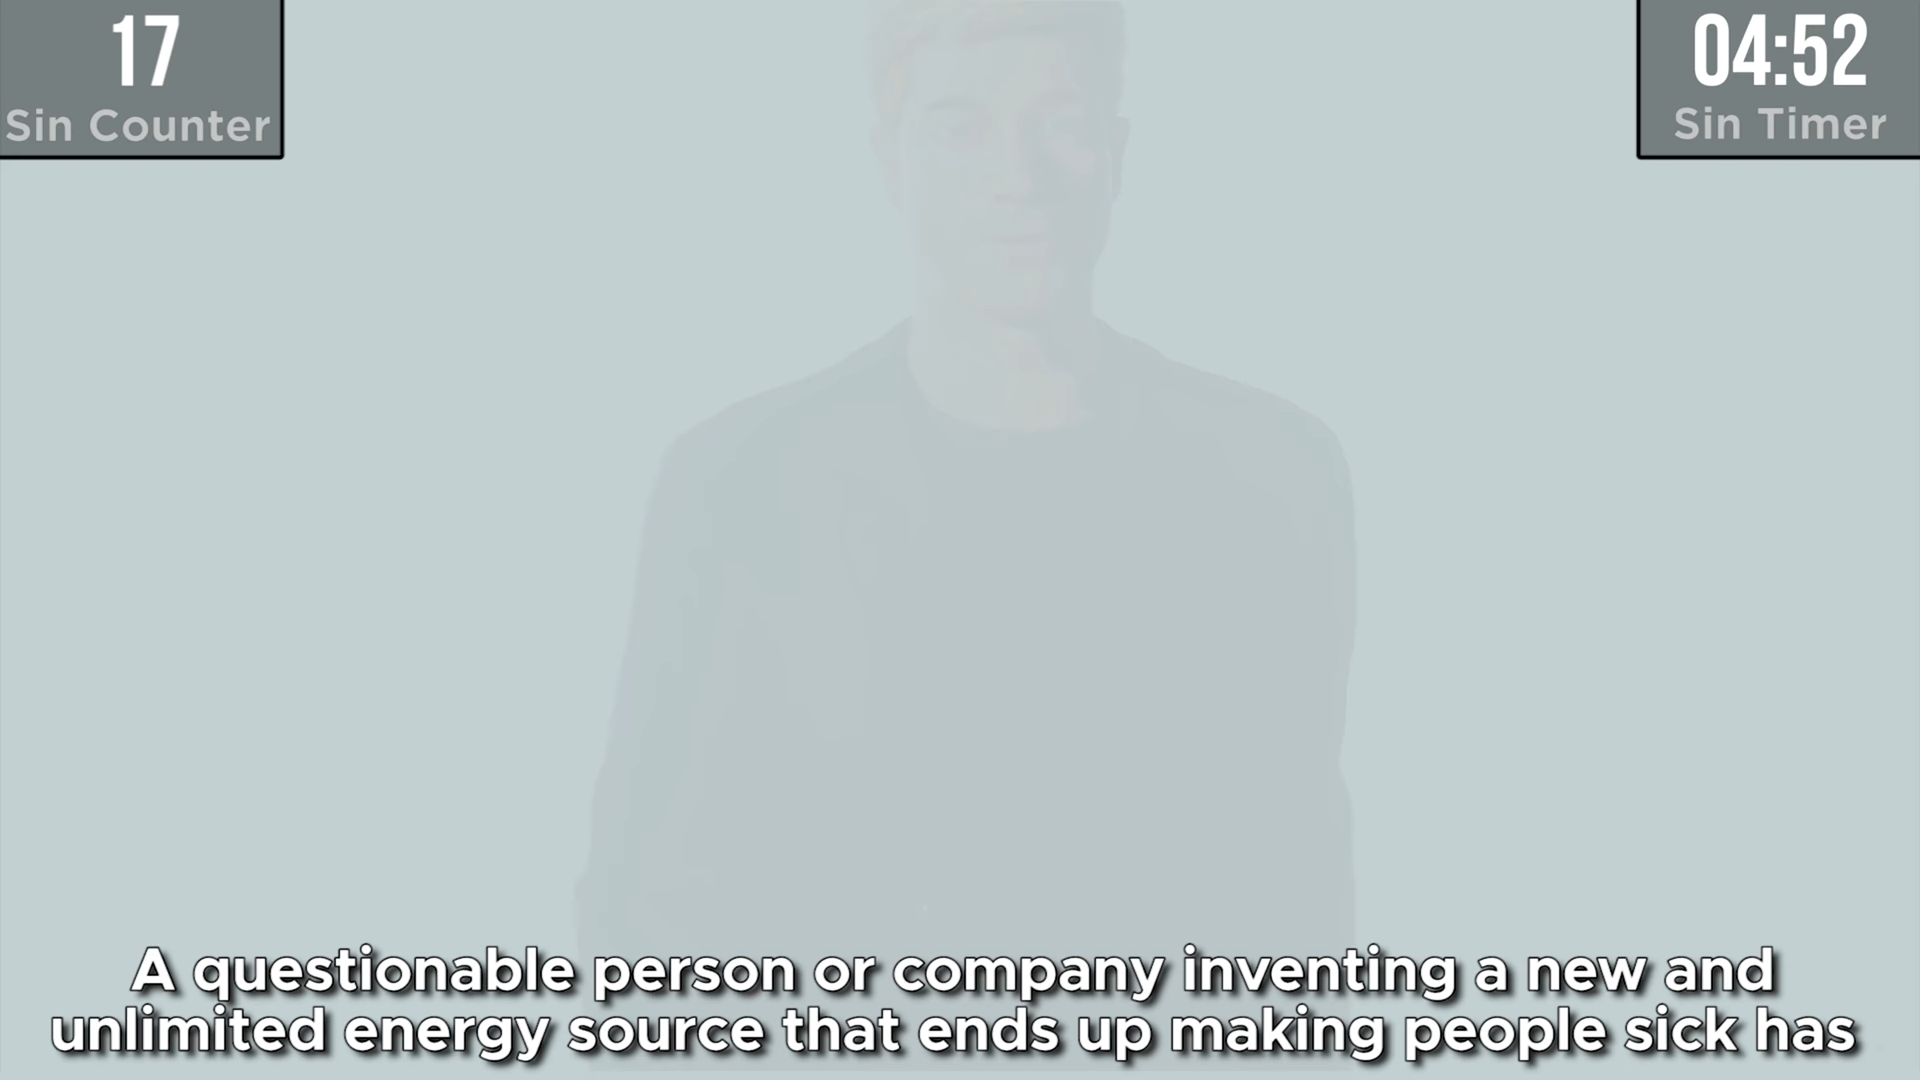 17
Sin Counter
04:52
Sin Timer
A questionable person or company inventing a new and
unlimited energy source that ends up making people sick has